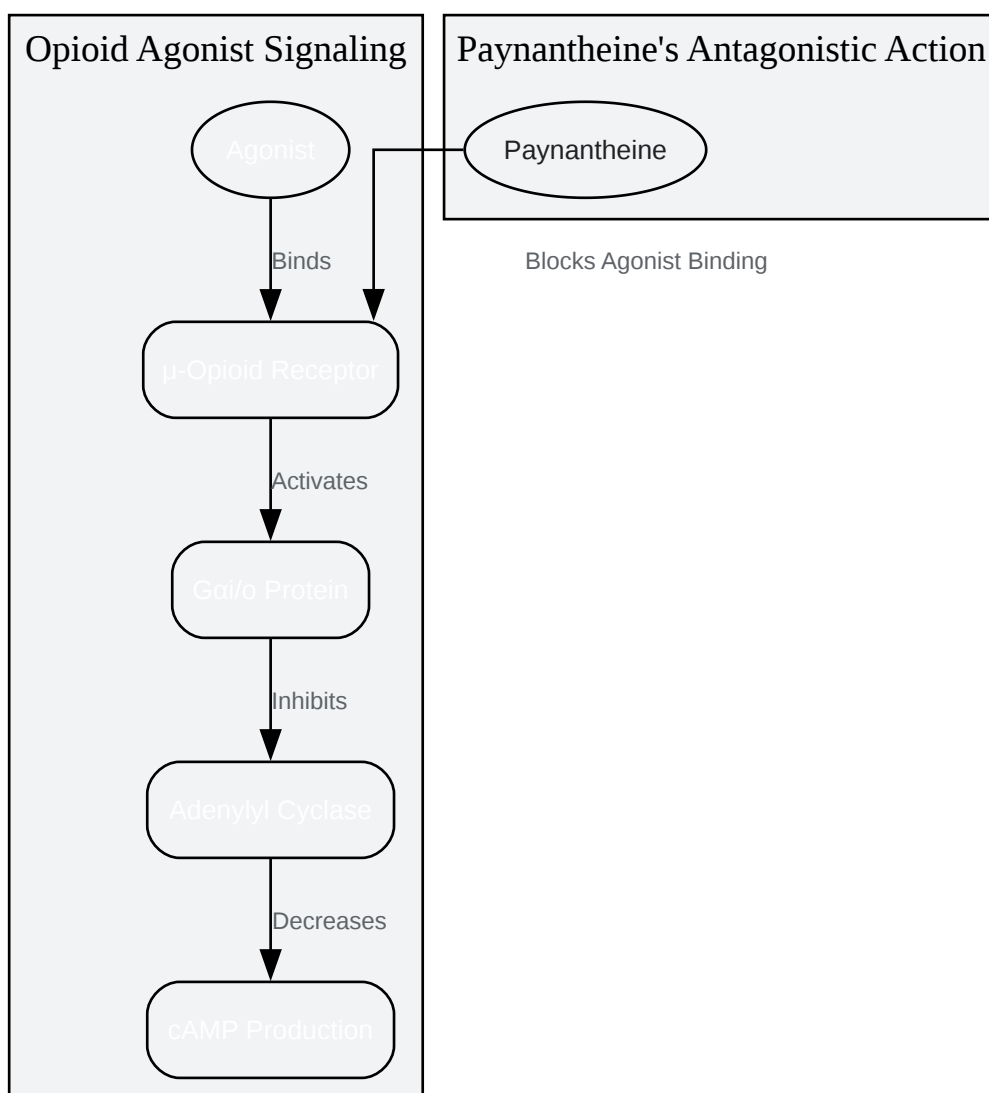 Opioid Agonist Signaling
Paynantheine's Antagonistic Action
Agonist
Paynantheine
Binds
Blocks Agonist Binding
μ-Opioid Receptor
Activates
Gαi/o Protein
Inhibits
Adenylyl Cyclase
Decreases
cAMP Production